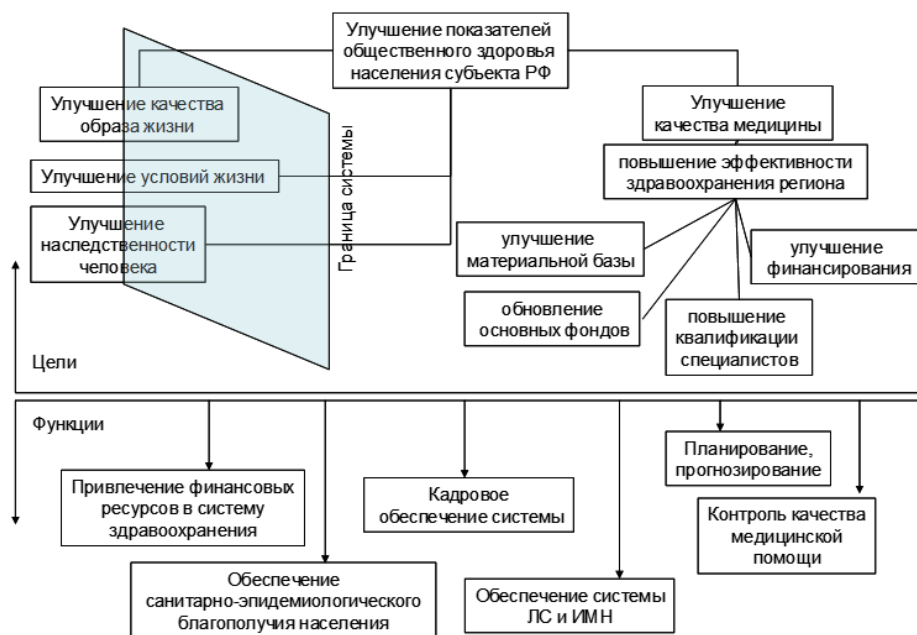 Улучшение показателей
общественного здоровья
населения субъекта РФ
Улучшение качества
образа жизни
Улучшение условий жизни
Улучшение
наследственности
человека
Граница системы
Улучшение
качества медицины
повышение эффективности
здравоохранения региона
улучшение
материальной базы
улучшение
финансирования
обновление
основных фондов
повышение
квалификации
специалистов
Цели
Функции
Привлечение финансовых
ресурсов в систему
здравоохранения
Кадровое
обеспечение системы
Планирование,
прогнозирование
Контроль качества
медицинской
помощи
Обеспечение
санитарно-эпидемиологического
благополучия населения
Обеспечение системы
ЛС и ИМН